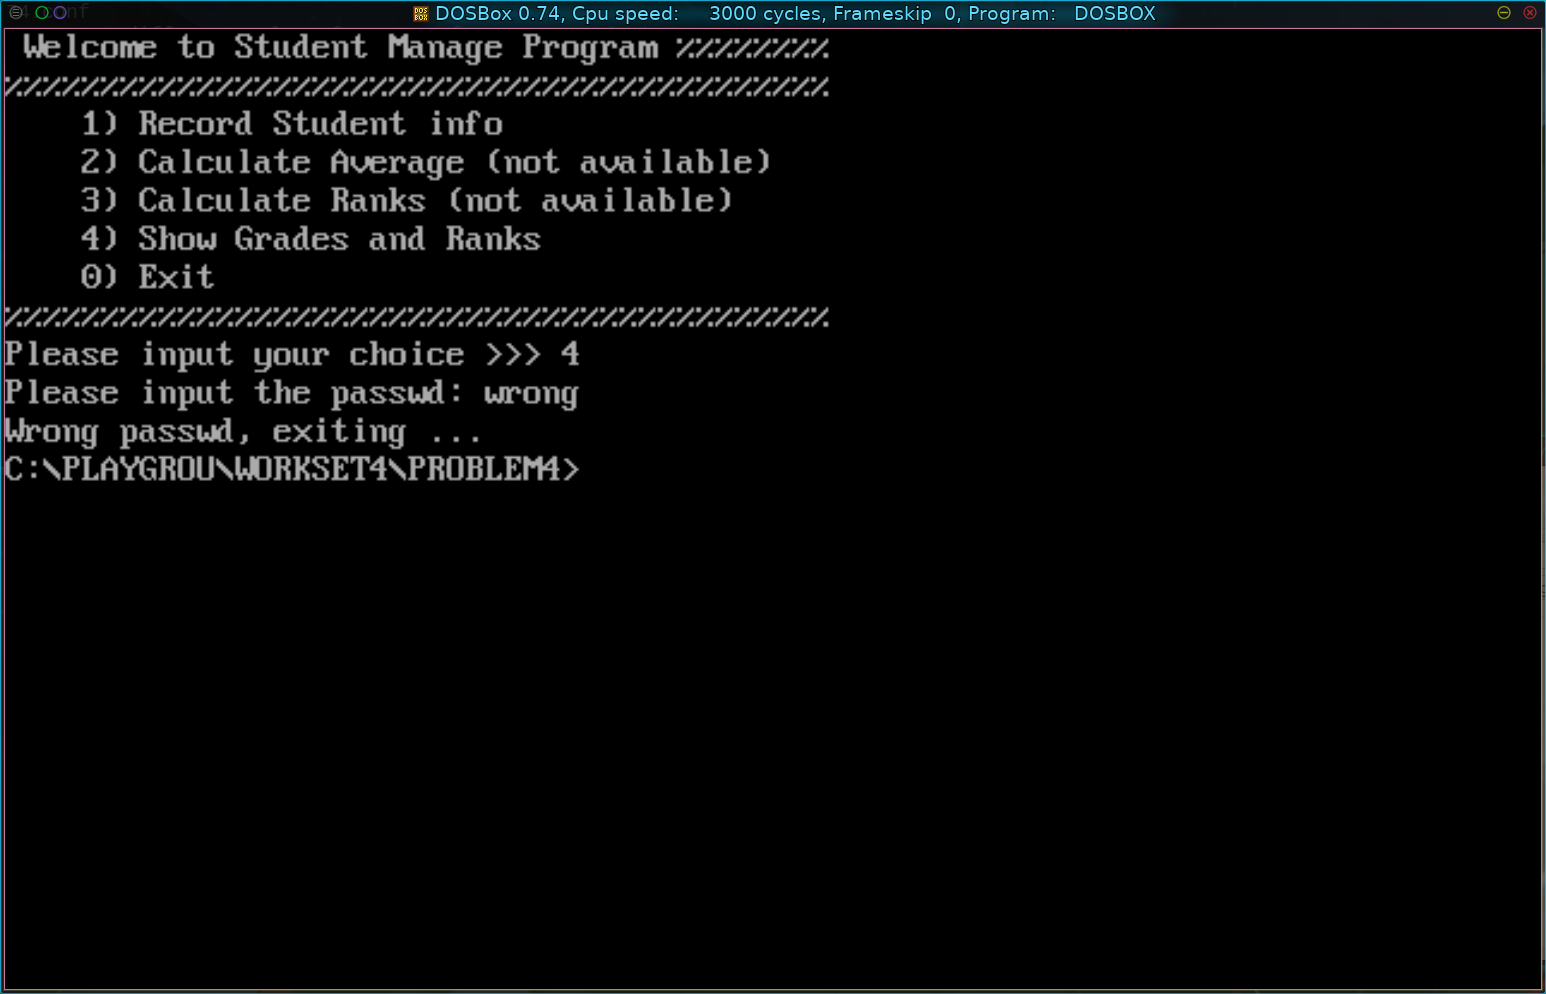 DOSBox 0.74, Cpu speed: 3000 cycles, Frameskip 0, Program: DOSBOX
Welcome to Student Manage Program %%%%%%%%
%%%%%%%%%%%%%%%%%%%%%%%%%%%%%%%%%%%%%%%%%%%
1) Record Student info
2) Calculate Average (not available)
3) Calculate Ranks (not available)
4) Show Grades and Ranks
0) Exit
%%%%%%%%%%%%%%%%%%%%%%%%%%%%%%%%%%%%%%%%%%%
Please input your choice >>> 4
Please input the passwd: wrong
Wrong passwd, exiting ...
C:\PLAYGROU\WORKSET4\PROBLEM4>